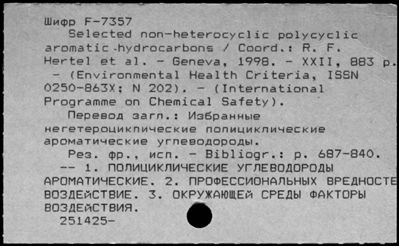 Шифр F-7357
Selected non-heterocyclic polycyclic
aromatic hydrocarbons / Coord.: R. F.
Hertel et al. - Geneva, 1998. - XXII, 883 p.
- (Environmental Health Criteria, ISSN
0250-863X; N 202). - (International
Programme on Chemical Safety).
Перевод загл.: Избранные
негетероциклические полициклические
ароматические углеводороды.
Рез. фр., исп. - Bibliogr.: p. 687-840.
-- 1. ПОЛИЦИКЛИЧЕСКИЕ УГЛЕВОДОРОДЫ
АРОМАТИЧЕСКИЕ. 2. ПРОФЕССИОНАЛЬНЫХ ВРЕДНОСТЕ
ВОЗДЕЙСТВИЕ. 3. ОКРУЖАЮЩЕЙ СРЕДЫ ФАКТОРЫ
ВОЗДЕЙСТВИЯ.
251425-